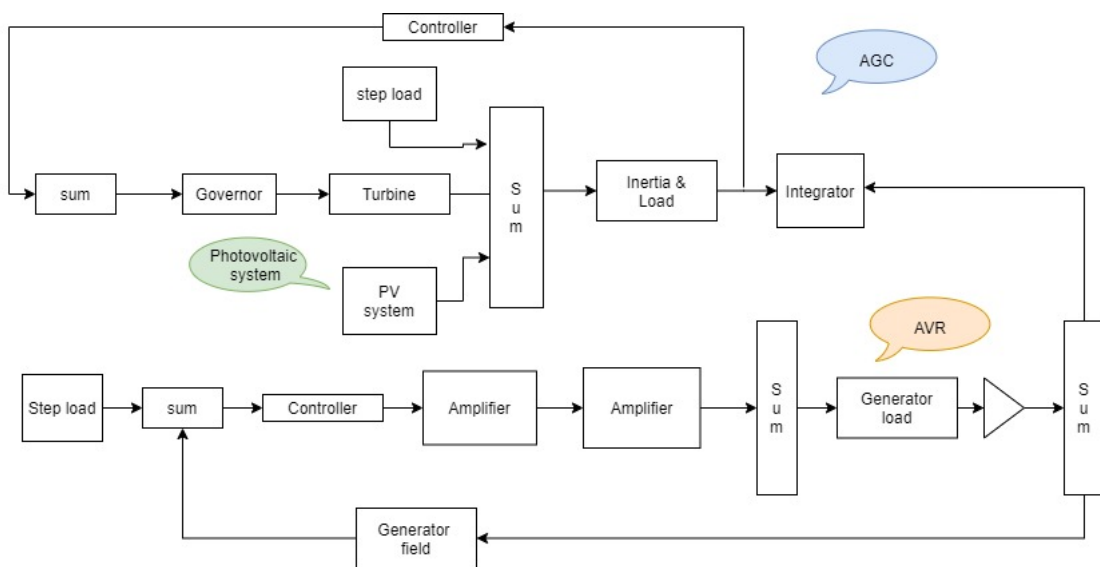 Controller
AGC
step load
sum
Governor
Turbine
S
u
m
Inertia &
Load
Integrator
Photovoltaic
system
PV
system
AVR
Step load
sum
Controller
Amplifier
Amplifier
S
u
m
Generator
load
S
u
m
Generator
field